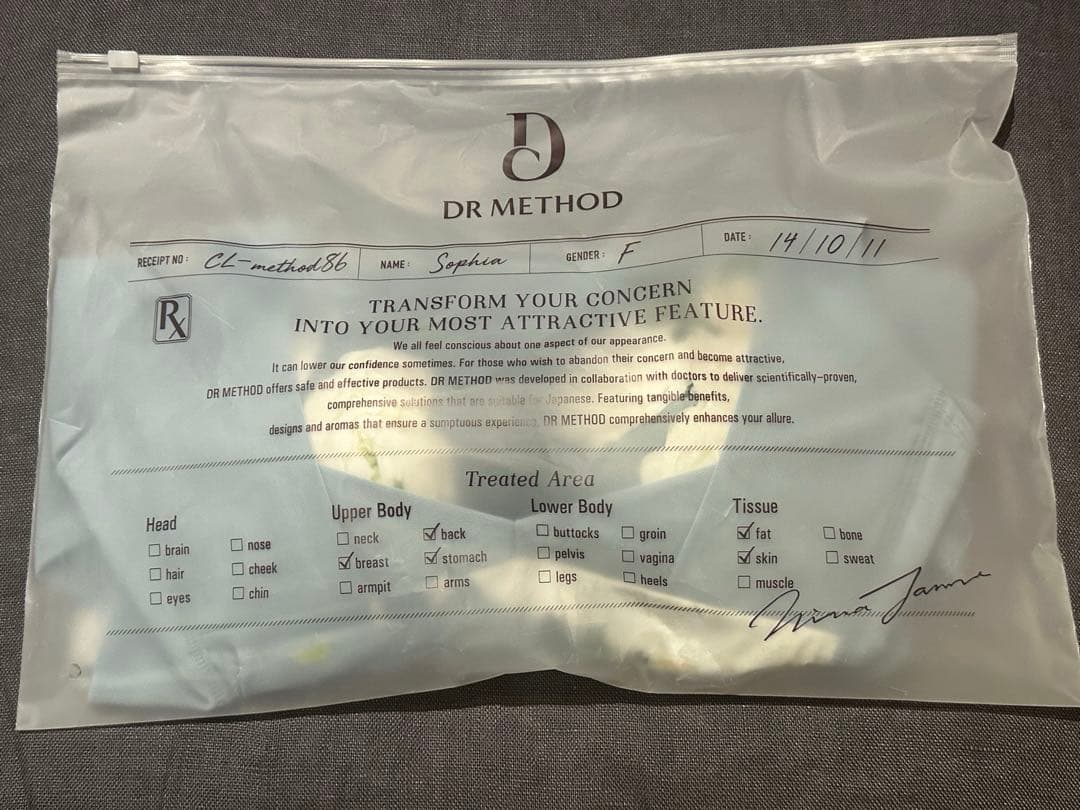 DC
DR METHOD
RECEIPT NO : CL-method86 NAME : Sophia GENDER : F DATE : 14/10/11
Rx
TRANSFORM YOUR CONCERN
INTO YOUR MOST ATTRACTIVE FEATURE.
We all feel conscious about one aspect of our appearance.
It can lower our confidence sometimes. For those who wish to abandon their concern and become attractive,
DR METHOD offers safe and effective products. DR METHOD was developed in collaboration with doctors to deliver scientifically-proven,
comprehensive solutions that are suitable for Japanese. Featuring tangible benefits,
designs and aromas that ensure a sumptuous experience, DR METHOD comprehensively enhances your allure.
Treated Area
Head
brain nose
hair cheek
eyes chin
Upper Body
neck back
breast stomach
armpit arms
Lower Body
buttocks groin
pelvis vagina
legs heels
Tissue
fat bone
skin sweat
muscle